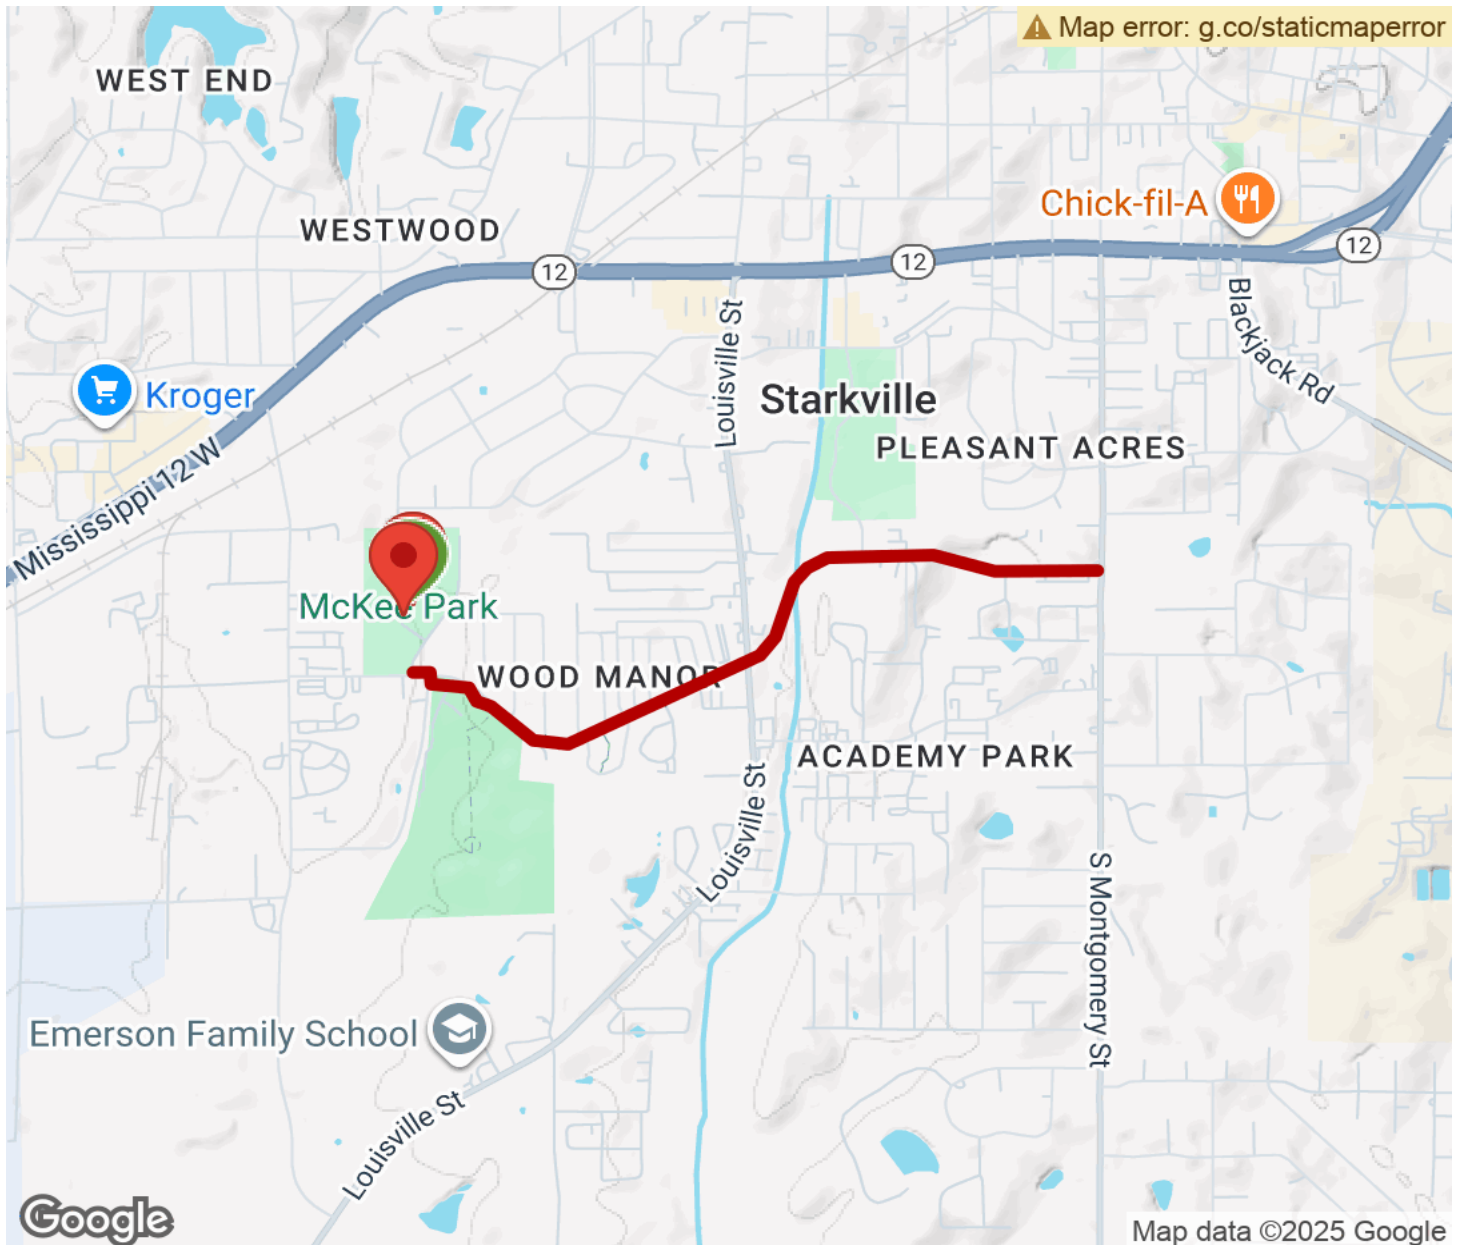 Map error: g.co/staticmaperror
WEST END
Chick-fil-A
WESTWOOD
12
12
12
Blackjack Rd
Louisville St
Kroger
Starkville
PLEASANT ACRES
Mississippi 12 W
McKee Park
WOOD MANOR
ACADEMY PARK
Louisville St
S Montgomery St
Emerson Family School
Louisville St
Google
Map data ©2025 Google